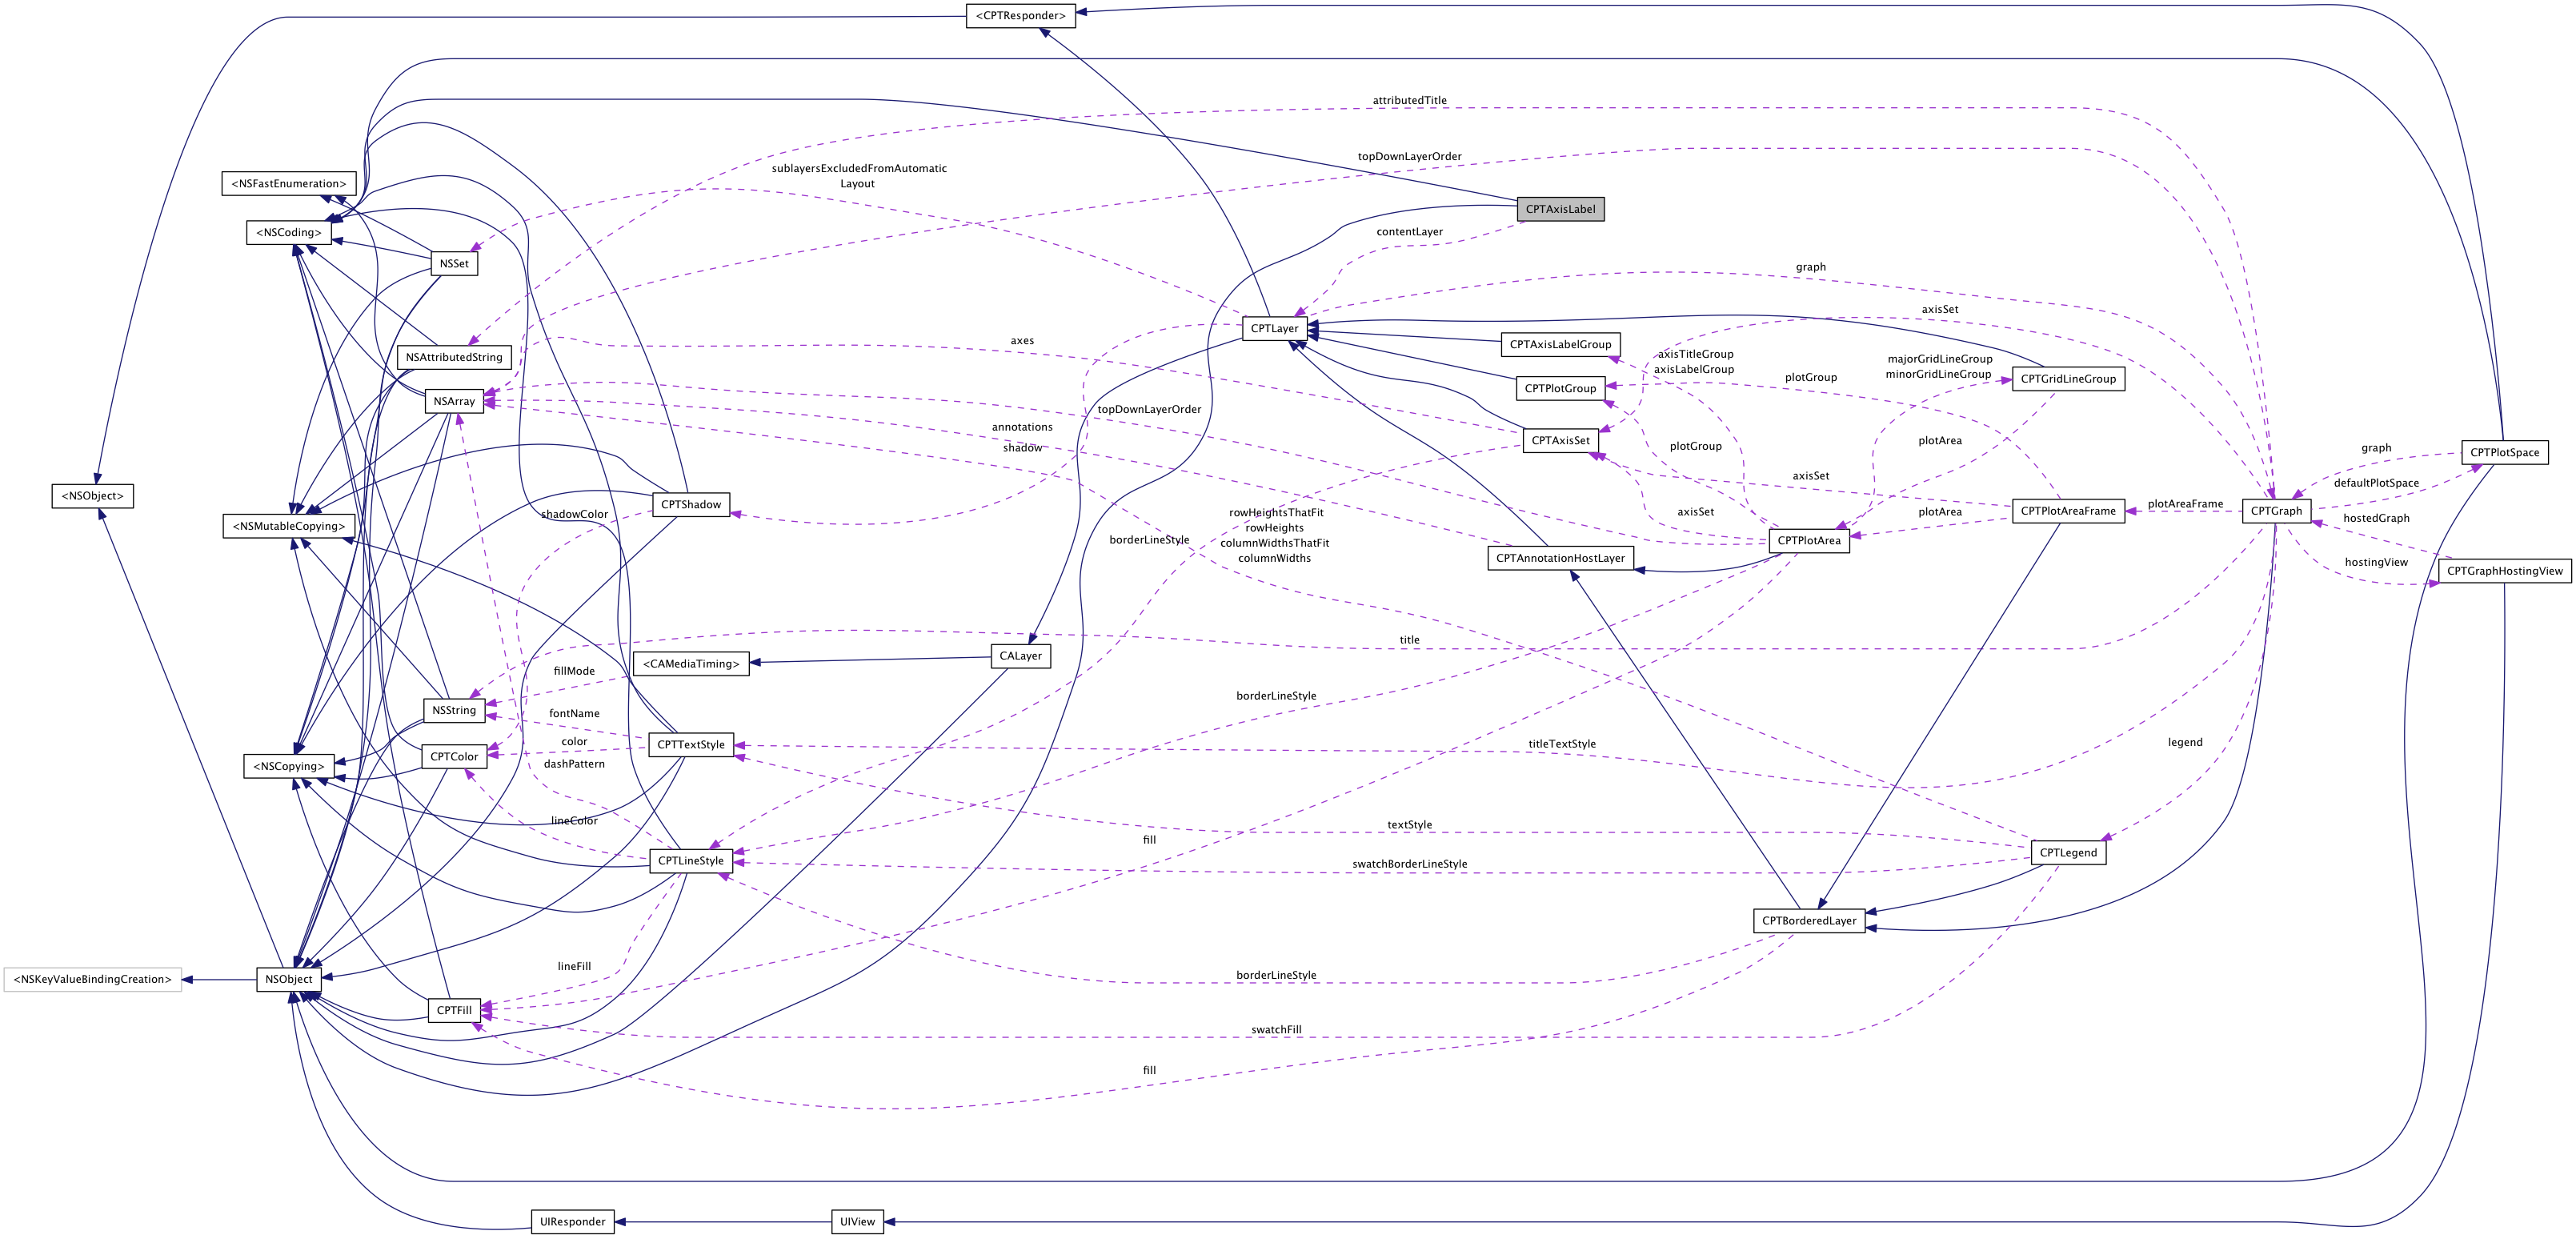 <CPTResponder>
attributedTitle
topDownLayerOrder
sublayersExcludedFromAutomatic
Layout
<NSFastEnumeration>
CPTAxisLabel
<NSCoding>
contentLayer
NSSet
graph
axisSet
CPTLayer
axes
CPTAxisLabelGroup
NSAttributedString
axisTitleGroup
axisLabelGroup
majorGridLineGroup
minorGridLineGroup
plotGroup
CPTGridLineGroup
CPTPlotGroup
NSArray
topDownLayerOrder
annotations
shadow
CPTAxisSet
plotGroup
plotArea
graph
CPTPlotSpace
axisSet
defaultPlotSpace
<NSObject>
CPTShadow
shadowColor
rowHeightsThatFit
rowHeights
columnWidthsThatFit
columnWidths
axisSet
plotArea
CPTPlotAreaFrame
plotAreaFrame
CPTGraph
hostedGraph
<NSMutableCopying>
borderLineStyle
CPTPlotArea
CPTAnnotationHostLayer
hostingView
CPTGraphHostingView
title
CALayer
<CAMediaTiming>
fillMode
borderLineStyle
NSString
fontName
CPTTextStyle
titleTextStyle
legend
color
CPTColor
<NSCopying>
dashPattern
lineColor
textStyle
fill
CPTLineStyle
swatchBorderLineStyle
CPTLegend
CPTBorderedLayer
lineFill
borderLineStyle
<NSKeyValueBindingCreation>
NSObject
CPTFill
swatchFill
fill
UIResponder
UIView